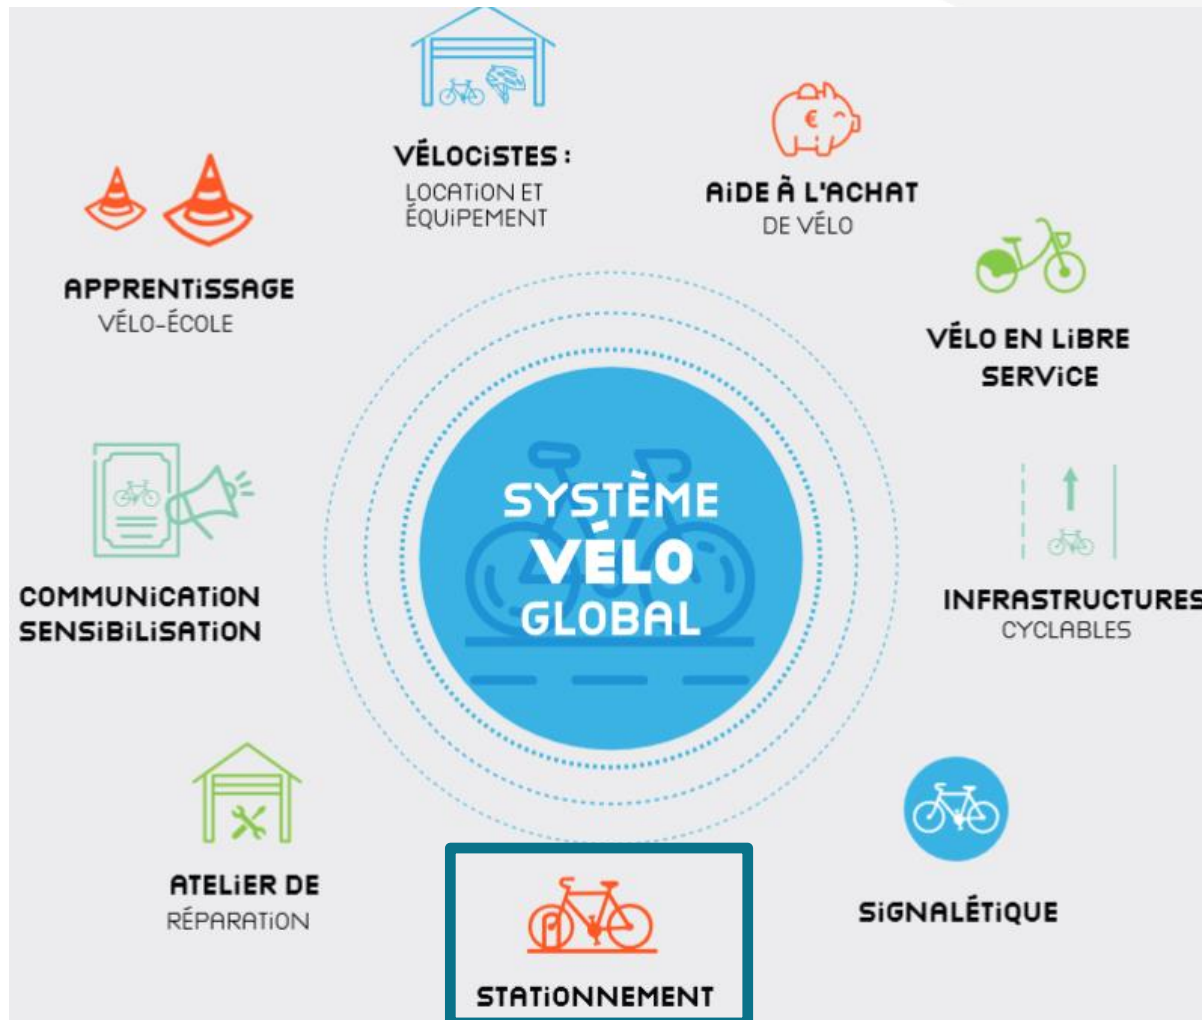 VÉLOCiSTES :
LOCATiON ET
ÉQUiPEMENT
AiDE À L'ACHAT
DE VÉLO
APPRENTiSSAGE
VÉLO-ÉCOLE
VÉLO EN LiBRE
SERViCE
SYSTÈME
VÉLO
GLOBAL
COMMUNiCATiON
SENSiBiLiSATiON
INFRASTRUCTURES
CYCLABLES
ATELiER DE
RÉPARATiON
SiGNALÉTiQUE
STATiONNEMENT